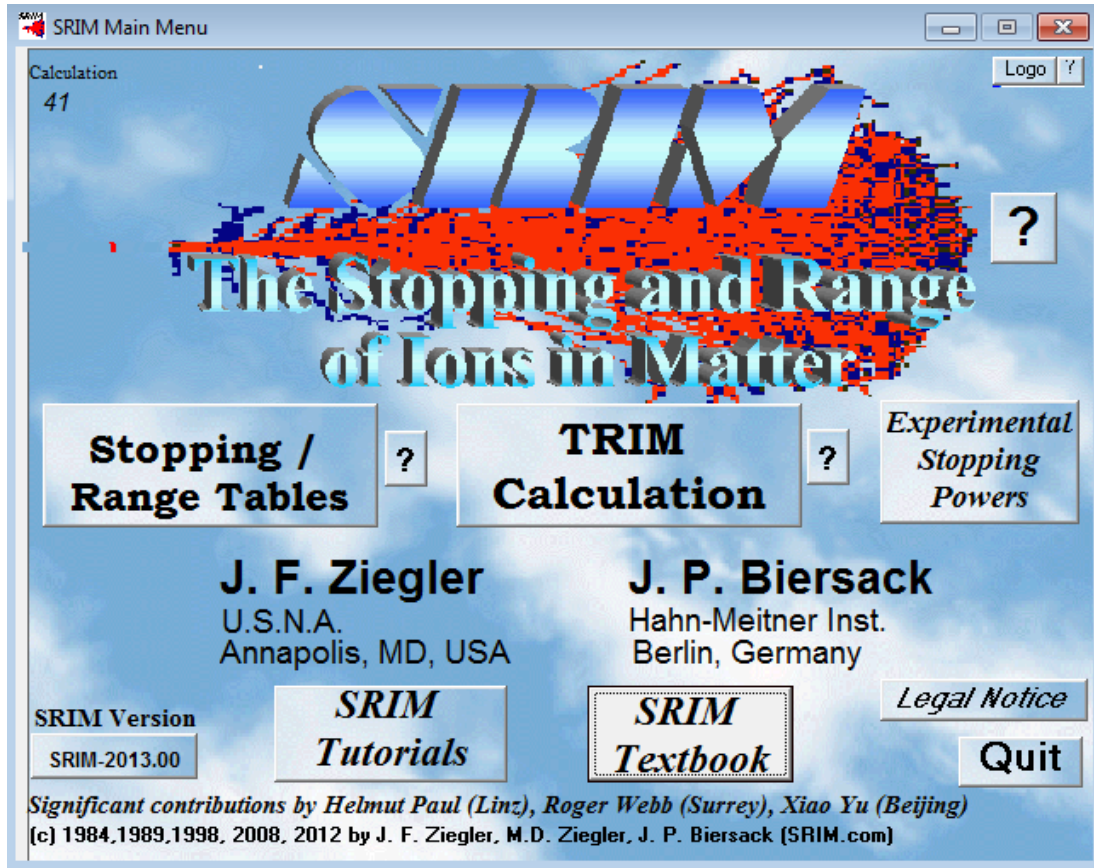 SRIM Main Menu
Calculation
41
Logo ?
SRIM
?
The Stopping and Range
of Ions in Matter
Stopping /
Range Tables
?
TRIM
Calculation
?
Experimental
Stopping
Powers
J. F. Ziegler
U.S.N.A.
Annapolis, MD, USA
J. P. Biersack
Hahn-Meitner Inst.
Berlin, Germany
SRIM Version
SRIM-2013.00
SRIM
Tutorials
SRIM
Textbook
Legal Notice
Quit
Significant contributions by Helmut Paul (Linz), Roger Webb (Surrey), Xiao Yu (Beijing)
(c) 1984,1989,1998, 2008, 2012 by J. F. Ziegler, M.D. Ziegler, J. P. Biersack (SRIM.com)